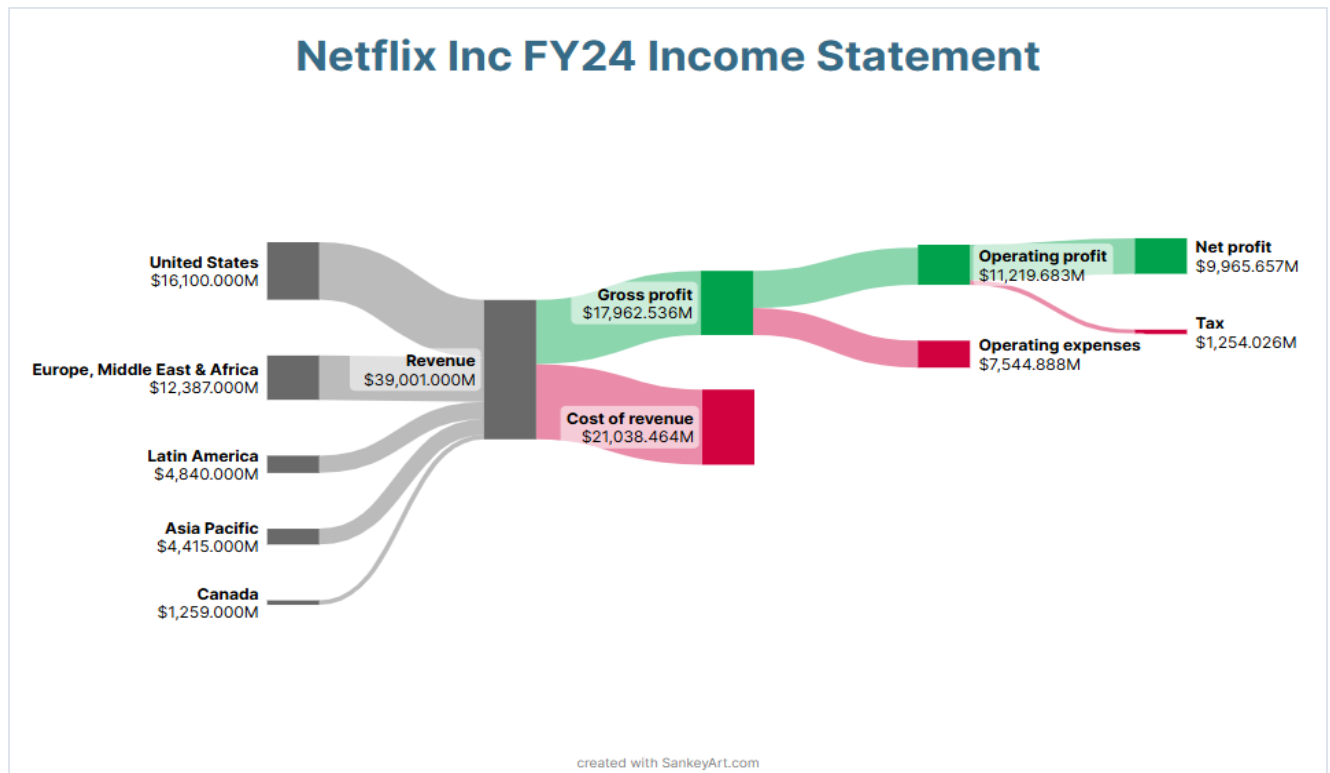 Netflix Inc FY24 Income Statement
United States
$16,100.000M
Europe, Middle East & Africa
$12,387.000M
Latin America
$4,840.000M
Asia Pacific
$4,415.000M
Canada
$1,259.000M
Revenue
$39,001.000M
Gross profit
$17,962.536M
Cost of revenue
$21,038.464M
Operating profit
$11,219.683M
Operating expenses
$7,544.888M
Net profit
$9,965.657M
Tax
$1,254.026M
created with SankeyArt.com